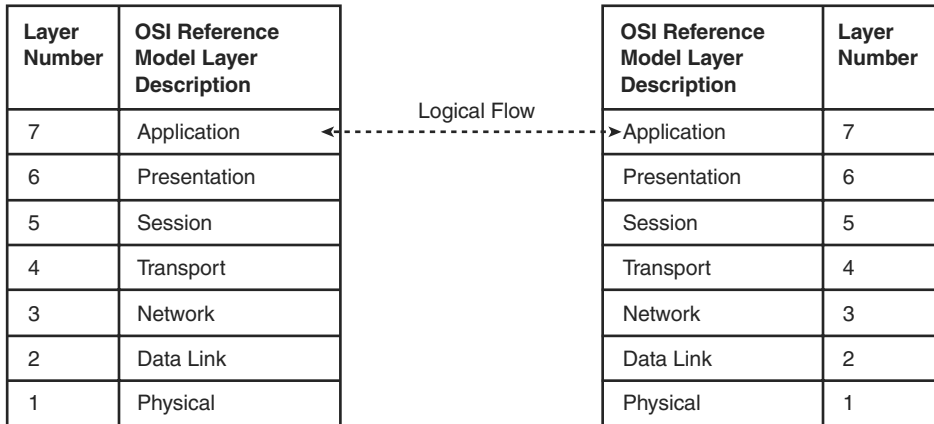 Layer Number | OSI Reference Model Layer Description
7 | Application
6 | Presentation
5 | Session
4 | Transport
3 | Network
2 | Data Link
1 | Physical
Logical Flow
OSI Reference Model Layer Description | Layer Number
Application | 7
Presentation | 6
Session | 5
Transport | 4
Network | 3
Data Link | 2
Physical | 1